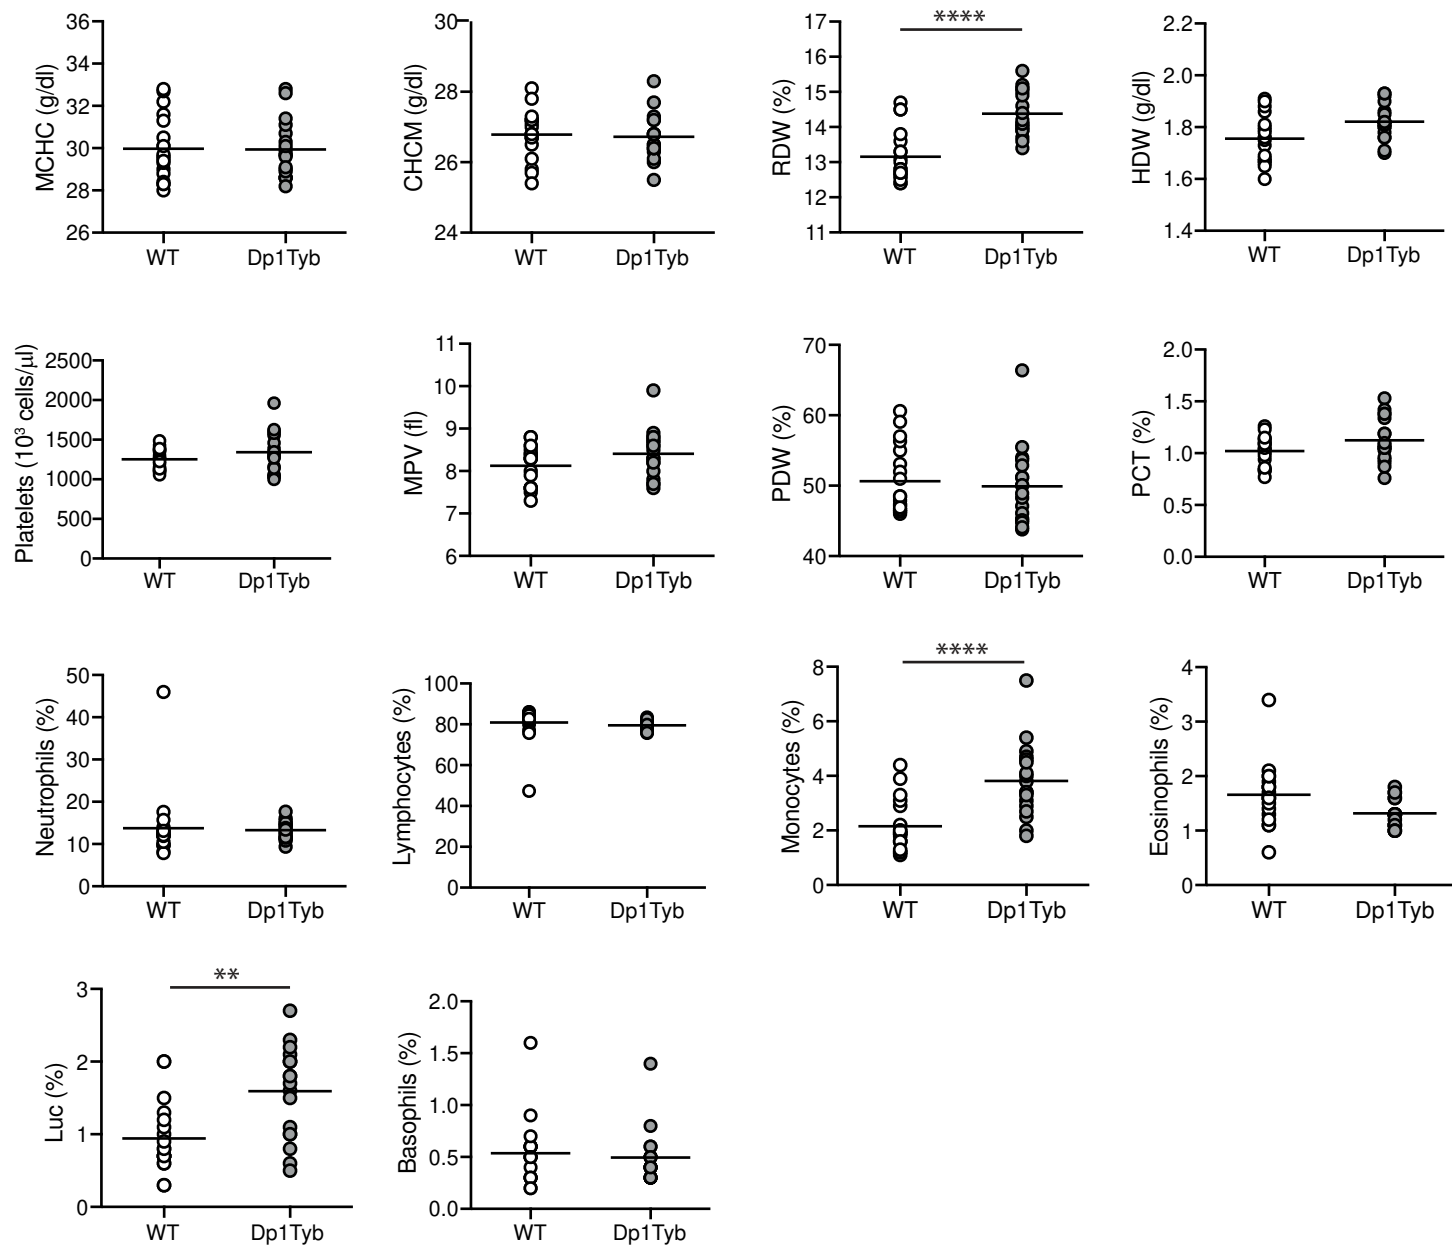 MCHC (g/dl)
36
34
32
30
28
26
WT
Dp1Tyb
CHCM (g/dl)
30
28
26
24
WT
Dp1Tyb
RDW (%)
17
16
15
14
13
12
11
****
WT
Dp1Tyb
HDW (g/dl)
2.2
2.0
1.8
1.6
1.4
WT
Dp1Tyb
Platelets (10³ cells/µl)
2500
2000
1500
1000
500
0
WT
Dp1Tyb
MPV (fl)
11
10
9
8
7
6
WT
Dp1Tyb
PDW (%)
70
60
50
40
WT
Dp1Tyb
PCT (%)
2.0
1.5
1.0
0.5
0.0
WT
Dp1Tyb
Neutrophils (%)
50
40
30
20
10
0
WT
Dp1Tyb
Lymphocytes (%)
100
80
60
40
20
0
WT
Dp1Tyb
Monocytes (%)
8
6
4
2
0
****
WT
Dp1Tyb
Eosinophils (%)
4
3
2
1
0
WT
Dp1Tyb
Luc (%)
3
2
1
0
**
WT
Dp1Tyb
Basophils (%)
2.0
1.5
1.0
0.5
0.0
WT
Dp1Tyb